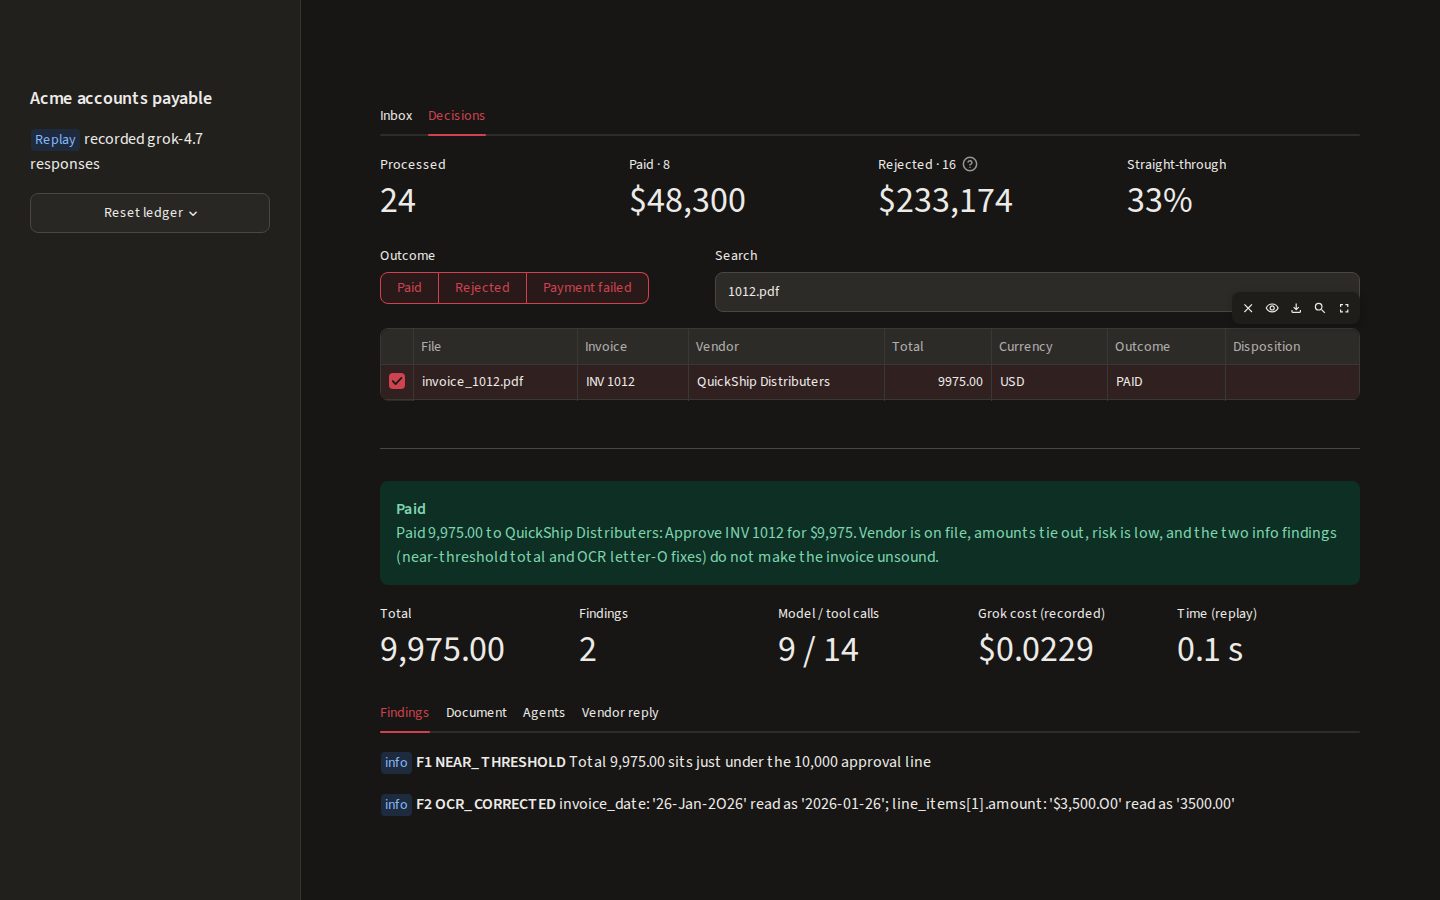 Acme accounts payable
Replay recorded grok-4.7
responses
Reset ledger
Inbox Decisions
Processed Paid · 8 Rejected · 16 Straight-through
24 $48,300 $233,174 33%
Outcome Search
Paid Rejected Payment failed 1012.pdf
File Invoice Vendor Total Currency Outcome Disposition
invoice_1012.pdf INV 1012 QuickShip Distributers 9975.00 USD PAID
Paid
Paid 9,975.00 to QuickShip Distributers: Approve INV 1012 for $9,975. Vendor is on file, amounts tie out, risk is low, and the two info findings
(near-threshold total and OCR letter-O fixes) do not make the invoice unsound.
Total Findings Model / tool calls Grok cost (recorded) Time (replay)
9,975.00 2 9 / 14 $0.0229 0.1 s
Findings Document Agents Vendor reply
info F1 NEAR_THRESHOLD Total 9,975.00 sits just under the 10,000 approval line
info F2 OCR_CORRECTED invoice_date: '26-Jan-2O26' read as '2026-01-26'; line_items[1].amount: '$3,500.O0' read as '3500.00'